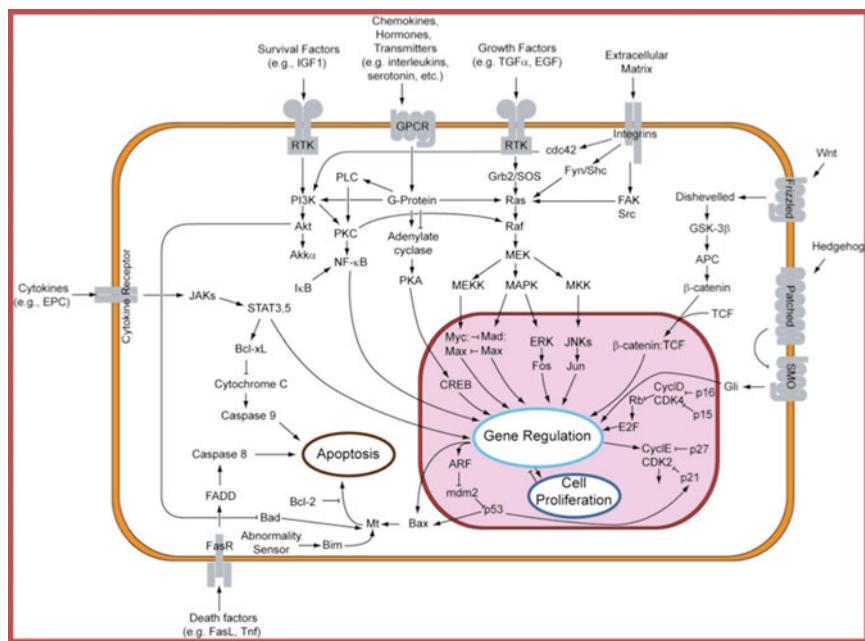 Chemokines,
Hormones,
Transmitters
(e.g. interleukins,
serotonin, etc.)
Survival Factors
(e.g., IGF1)
Growth Factors
(e.g. TGFα, EGF)
Extracellular
Matrix
RTK
GPCR
RTK
Integrins
cdc42
Fyn/Shc
Grb2/SOS
FAK
Src
PLC
PI3K
G-Protein
Ras
Akt
PKC
Raf
Akkα
Adenylate
cyclase
NF-κB
MEK
IκB
PKA
MEKK
MAPK
MKK
Wnt
Frizzled
Dishevelled
GSK-3β
APC
β-catenin
TCF
Hedgehog
Patched
SMO
Gli
Cytokines
(e.g., EPC)
Cytokine Receptor
JAKs
STAT3,5
Bcl-xL
Cytochrome C
Caspase 9
Caspase 8
Apoptosis
FADD
Bcl-2
Bad
Mt
Bax
Abnormality
Sensor
Bim
FasR
Death factors
(e.g. FasL, Tnf)
Myc:
Max
Mad:
Max
ERK
Fos
JNKs
Jun
β-catenin:TCF
CREB
CycID
CDK4
p16
p15
Rb
E2F
Gene Regulation
CyclE
CDK2
p27
p21
ARF
mdm2
p53
Cell
Proliferation